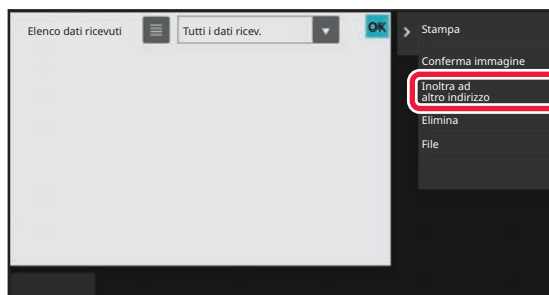 Elenco dati ricevuti
Tutti i dati ricev.
OK
Stampa
Conferma immagine
Inoltra ad
altro indirizzo
Elimina
File